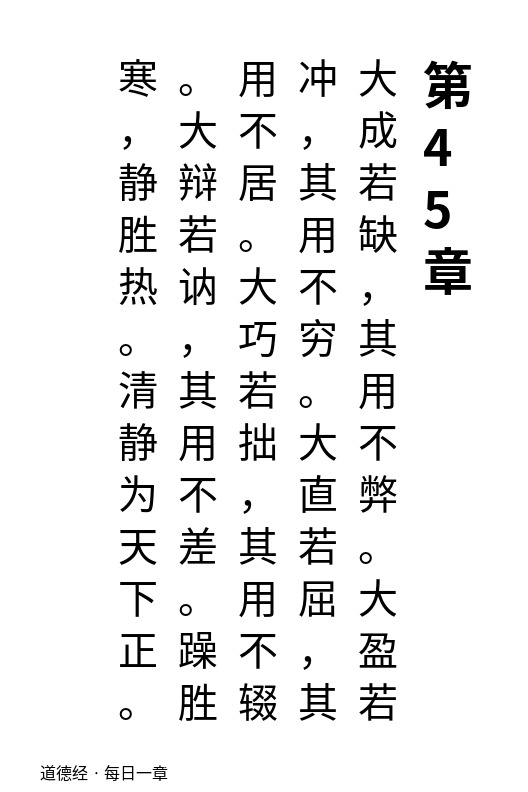 第45章
大成若缺，其用不弊。大盈若
冲，其用不穷。大直若屈，其
用不居。大巧若拙，其用不辍
。大辩若讷，其用不差。躁胜
寒，静胜热。清静为天下正。
道德经 · 每日一章